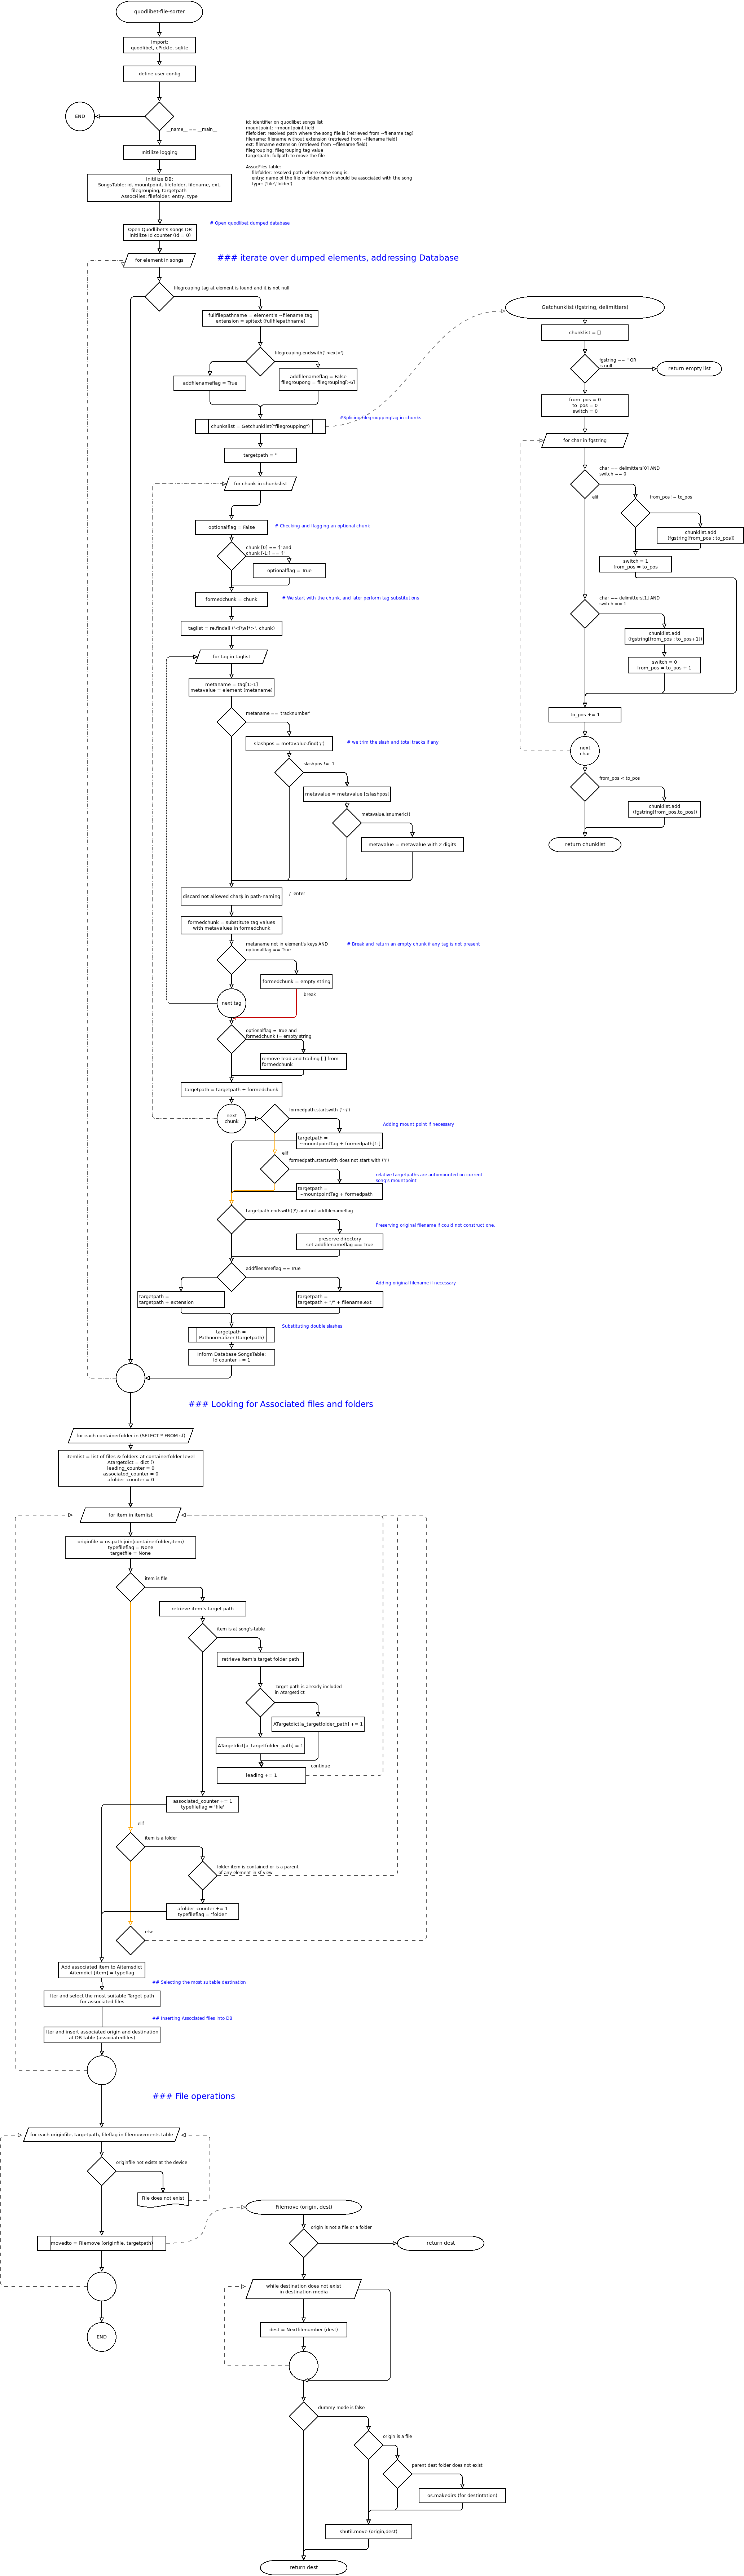 quodlibet-file-sorter
Import:
quodlibet, cPickle, sqlite
define user config
END
__name__ == __main__
Initilize logging
id: identifier on quodlibet songs list
mountpoint: ~mountpoint field
filefolder: resolved path where the song file is (retrieved from ~filename tag)
filename: filename without extension (retrieved from ~filename field)
ext: filename extension (retrieved from ~filename field)
filegrouping: filegrouping tag value
targetpath: fullpath to move the file
AssocFiles table:
filefolder: resolved path where some song is.
entry: name of the file or folder which should be associated with the song
type: ('file','folder')
Initilize DB:
SongsTable: id, mountpoint, filefolder, filename, ext,
filegrouping, targetpath
AssocFiles: filefolder, entry, type
# Open quodlibet dumped database
Open Quodlibet's songs DB
initilize Id counter (Id = 0)
for element in songs
### iterate over dumped elements, addressing Database
filegrouping tag at element is found and it is not null
fullfilepathname = element's ~filename tag
extension = spitext (fullfilepathname)
filegrouping.endswith('.<ext>')
addfilenameflag = True
addfilenameflag = False
filegroupong = filegrouping[:-6]
#Splicing filegrouppingtag in chunks
chunkslist = Getchunklist("filegroupping")
targetpath = ''
for chunk in chunkslist
optionalflag = False
# Checking and flagging an optional chunk
chunk [0] == '[' and
chunk [-1:] == ']'
optionalflag = True
formedchunk = chunk
# We start with the chunk, and later perform tag substitutions
taglist = re.findall ('<[\w]*>', chunk)
for tag in taglist
metaname = tag[1:-1]
metavalue = element (metaname)
metaname == 'tracknumber'
slashpos = metavalue.find('/')
# we trim the slash and total tracks if any
slashpos != -1
metavalue = metavalue [:slashpos]
metavalue.isnumeric()
metavalue = metavalue with 2 digits
discard not allowed char$ in path-naming
/ enter
formedchunk = substitute tag values
with metavalues in formedchunk
metaname not in element's keys AND
optionalflag == True
# Break and return an empty chunk if any tag is not present
formedchunk = empty string
next tag
break
optionalflag = True and
formedchunk != empty string
remove lead and trailing [ ] from
formedchunk
targetpath = targetpath + formedchunk
next
chunk
formedpath.startswith ('~/')
Adding mount point if necessary
targetpath =
~mountpointTag + formedpath[1:]
elif
formedpath.startswith does not start with ('/')
relative targetpaths are automounted on current
song's mountpoint
targetpath =
~mountpointTag + formedpath
targetpath.endswith('/') and not addfilenameflag
Preserving original filename if could not construct one.
preserve directory
set addfilenameflag == True
addfilenameflag == True
Adding original filename if necessary
targetpath =
targetpath + extension
targetpath =
targetpath + "/" + filename.ext
Substituting double slashes
targetpath =
Pathnormalizer (targetpath)
Inform Database SongsTable:
Id counter += 1
Getchunklist (fgstring, delimitters)
chunklist = []
fgstring == '' OR
is null
return empty list
from_pos = 0
to_pos = 0
switch = 0
for char in fgstring
char == delimitters[0] AND
switch == 0
elif
from_pos != to_pos
chunklist.add
(fgstring[from_pos : to_pos])
switch = 1
from_pos = to_pos
char == delimitters[1] AND
switch == 1
chunklist.add
(fgstring[from_pos : to_pos+1])
switch = 0
from_pos = to_pos + 1
to_pos += 1
next
char
from_pos < to_pos
chunklist.add
(fgstring[from_pos.to_pos])
return chunklist
### Looking for Associated files and folders
for each containerfolder in (SELECT * FROM sf)
itemlist = list of files & folders at containerfolder level
Atargetdict = dict ()
leading_counter = 0
associated_counter = 0
afolder_counter = 0
for item in itemlist
originfile = os.path.join(containerfolder,item)
typefileflag = None
targetfile = None
item is file
retrieve item's target path
item is at song's-table
retrieve item's target folder path
Target path is already included
in Atargetdict
ATargetdict[a_targetfolder_path] += 1
ATargetdict[a_targetfolder_path] = 1
continue
leading += 1
associated_counter += 1
typefileflag = 'file'
elif
item is a folder
folder item is contained or is a parent
of any element in sf view
afolder_counter += 1
typefileflag = 'folder'
else
Add associated item to Aitemsdict
Aitemdict [item] = typeflag
## Selecting the most suitable destination
Iter and select the most suitable Target path
for associated files
## Inserting Associated files into DB
Iter and insert associated origin and destination
at DB table (associatedfiles)
### File operations
for each originfile, targetpath, fileflag in filemovements table
originfile not exists at the device
File does not exist
movedto = Filemove (originfile, targetpath)
END
Filemove (origin, dest)
origin is not a file or a folder
return dest
while destination does not exist
in destination media
dest = Nextfilenumber (dest)
dummy mode is false
origin is a file
parent dest folder does not exist
os.makedirs (for destintation)
shutil.move (origin,dest)
return dest